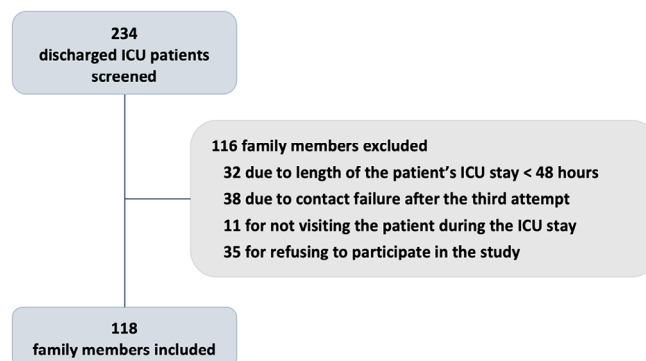 234
discharged ICU patients
screened
116 family members excluded
32 due to length of the patient's ICU stay < 48 hours
38 due to contact failure after the third attempt
11 for not visiting the patient during the ICU stay
35 for refusing to participate in the study
118
family members included